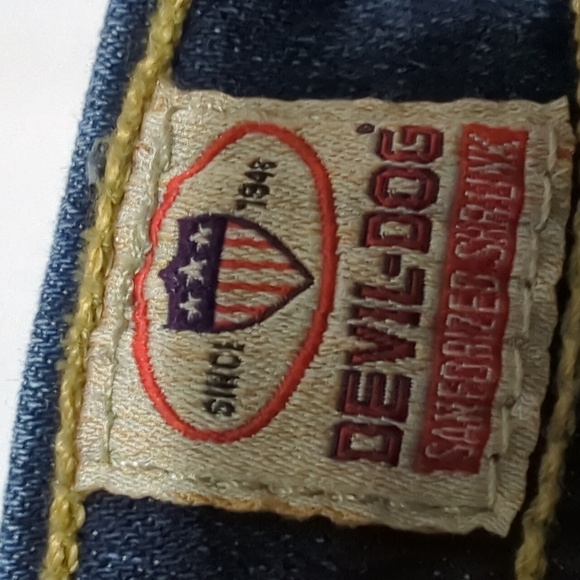 SINCE 1948
DEVIL-DOG
SANFORIZED SHRUNK